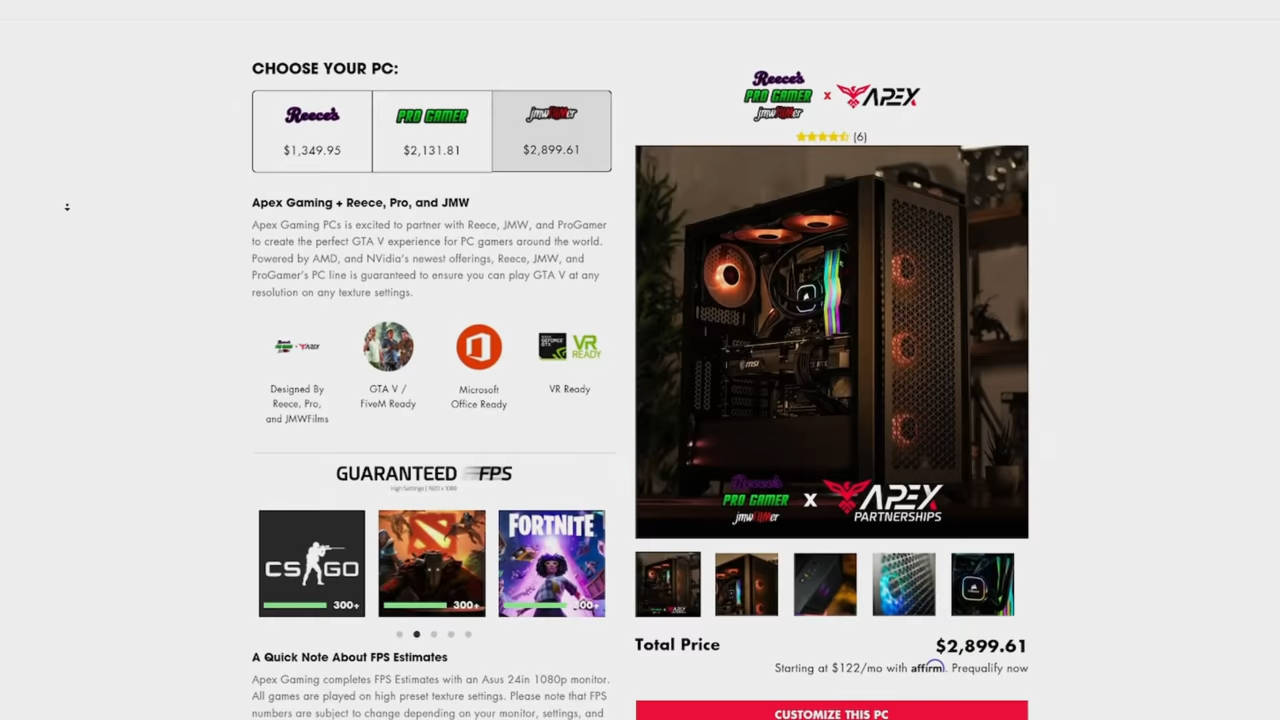 CHOOSE YOUR PC:
Reece's
PRO GAMER
jmwFilmer
$1,349.95
$2,131.81
$2,899.61
Apex Gaming + Reece, Pro, and JMW
Apex Gaming PCs is excited to partner with Reece, JMW, and ProGamer
to create the perfect GTA V experience for PC gamers around the world.
Powered by AMD, and NVidia's newest offerings, Reece, JMW, and
ProGamer's PC line is guaranteed to ensure you can play GTA V at any
resolution on any texture settings.
VR
READY
Designed By
Reece, Pro,
and JMWFilms
GTA V /
FiveM Ready
Microsoft
Office Ready
VR Ready
GUARANTEED FPS
High Settings | 1920 x 1080
CS GO
300+
300+
FORTNITE
300+
A Quick Note About FPS Estimates
Apex Gaming completes FPS Estimates with an Asus 24in 1080p monitor.
All games are played on high preset texture settings. Please note that FPS
numbers are subject to change depending on your monitor, settings, and
Reece's
PRO GAMER
jmwFilmer
x APEX
(6)
msi
Reece's
PRO GAMER
jmwFilmer
X APEX
PARTNERSHIPS
Total Price
$2,899.61
Starting at $122/mo with affirm. Prequalify now
CUSTOMIZE THIS PC